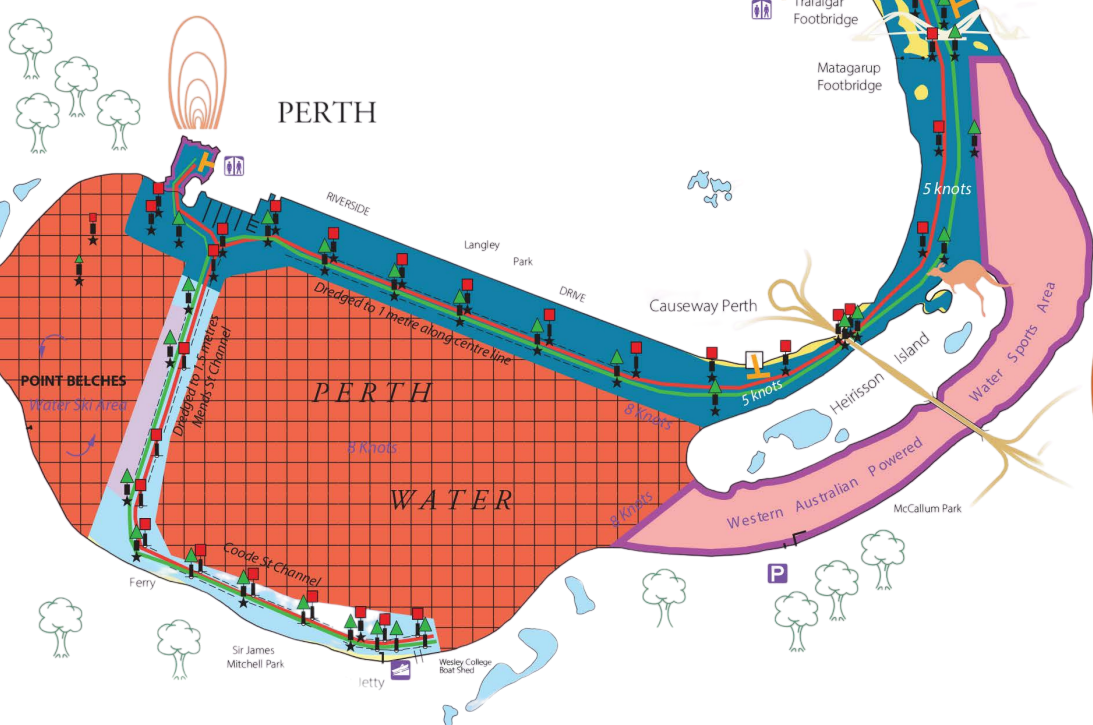 Trafalgar
Footbridge
Matagarup
Footbridge
PERTH
5 knots
RIVERSIDE
Langley
Park
DRIVE
Causeway Perth
Dredged to 1 metre along centre line
Dredged to 1.5 metres
Mends St Channel
POINT BELCHES
Water Ski Area
PERTH
8 Knots
WATER
8 Knots
5 knots
Heirisson Island
8 Knots
Western Australian Powered Water Sports Area
McCallum Park
P
Coode St Channel
Ferry
Sir James
Mitchell Park
Jetty
Wesley College
Boat Shed